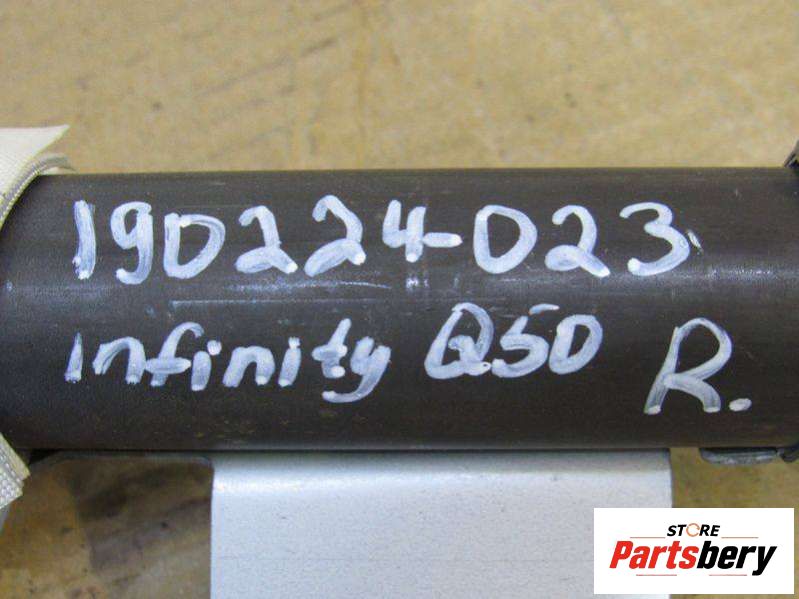 190224-023
infinity Q50 R.
STORE
Partsbery